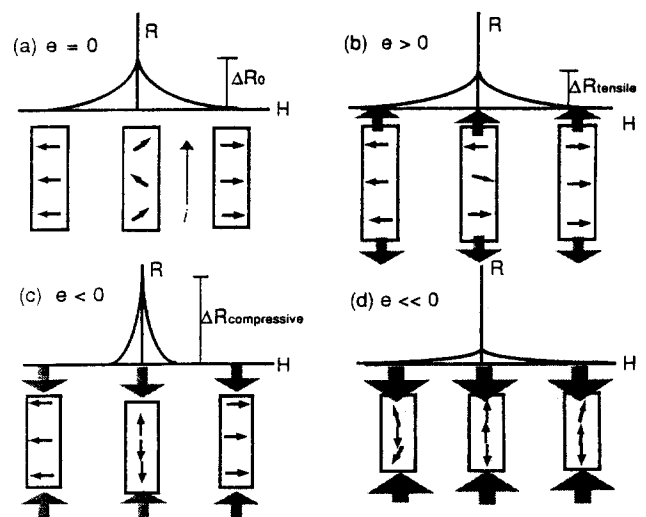 (a) e = 0
R
ΔR0
H
i
(b) e > 0
R
ΔRtensile
H
(c) e < 0
R
ΔRcompressive
H
(d) e << 0
R
H